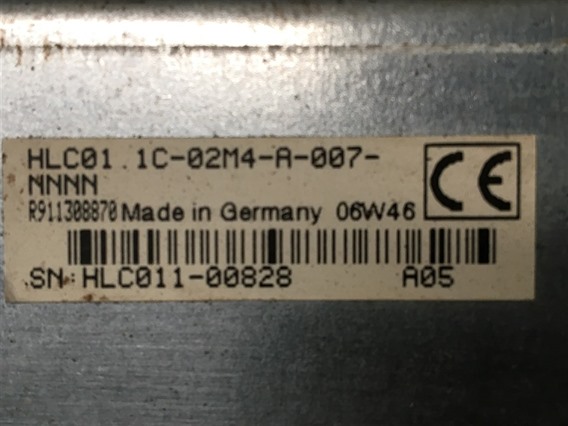 HLC01.1C-02M4-A-007-
NNNN
R911308870 Made in Germany 06W46
CE
SN:HLC011-00828 A05